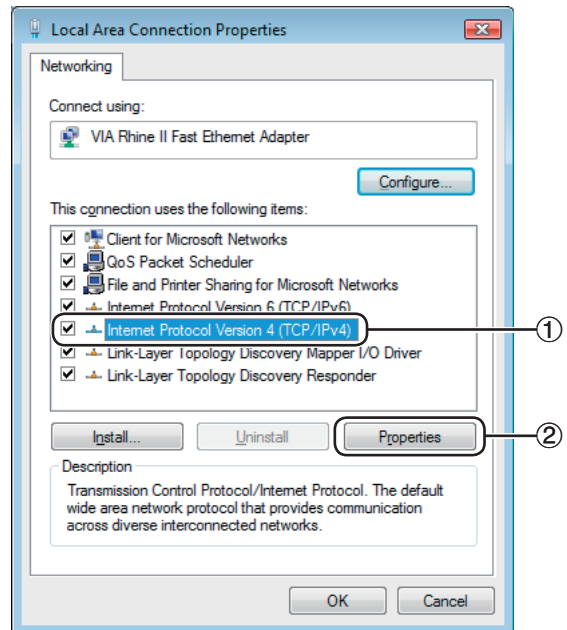 Local Area Connection Properties
Networking
Connect using:
VIA Rhine II Fast Ethernet Adapter
Configure...
This connection uses the following items:
Client for Microsoft Networks
QoS Packet Scheduler
File and Printer Sharing for Microsoft Networks
Internet Protocol Version 6 (TCP/IPv6)
Internet Protocol Version 4 (TCP/IPv4)
①
Link-Layer Topology Discovery Mapper I/O Driver
Link-Layer Topology Discovery Responder
Install...
Uninstall
Properties
②
Description
Transmission Control Protocol/Internet Protocol. The default
wide area network protocol that provides communication
across diverse interconnected networks.
OK
Cancel